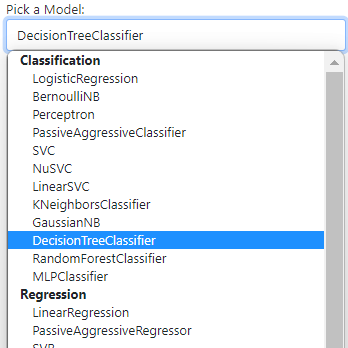 Pick a Model:
DecisionTreeClassifier
Classification
LogisticRegression
BernoulliNB
Perceptron
PassiveAggressiveClassifier
SVC
NuSVC
LinearSVC
KNeighborsClassifier
GaussianNB
DecisionTreeClassifier
RandomForestClassifier
MLPClassifier
Regression
LinearRegression
PassiveAggressiveRegressor